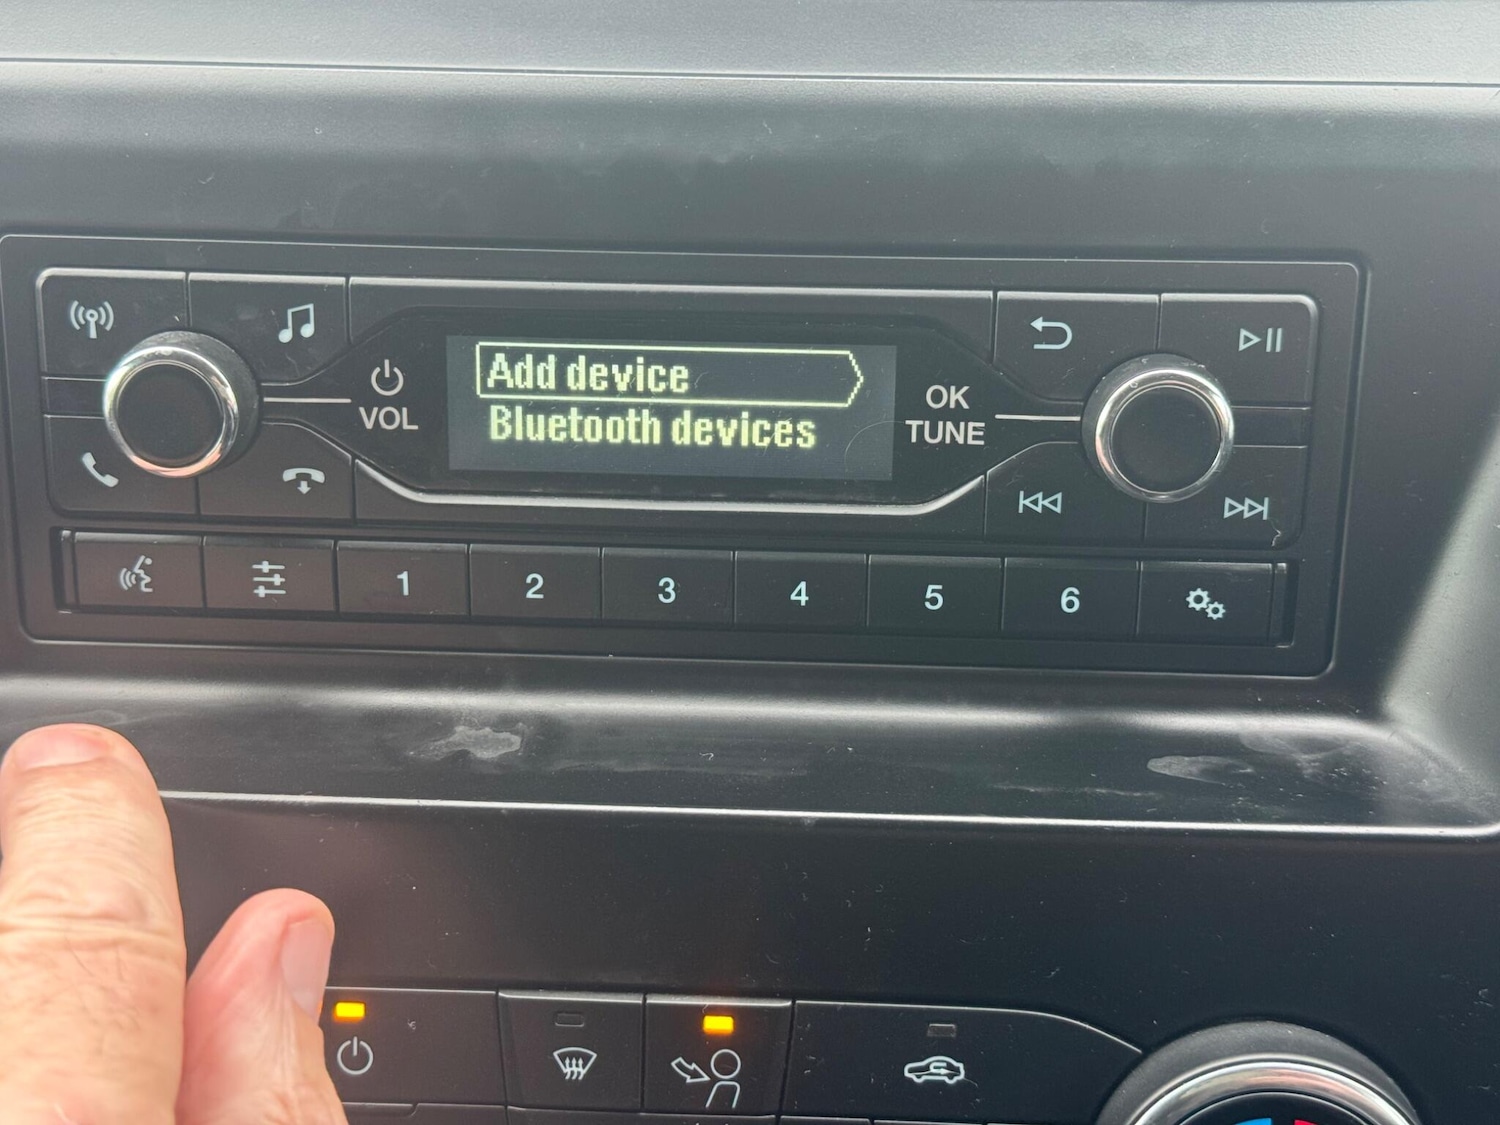 Add device
Bluetooth devices
VOL
OK
TUNE
1 2 3 4 5 6